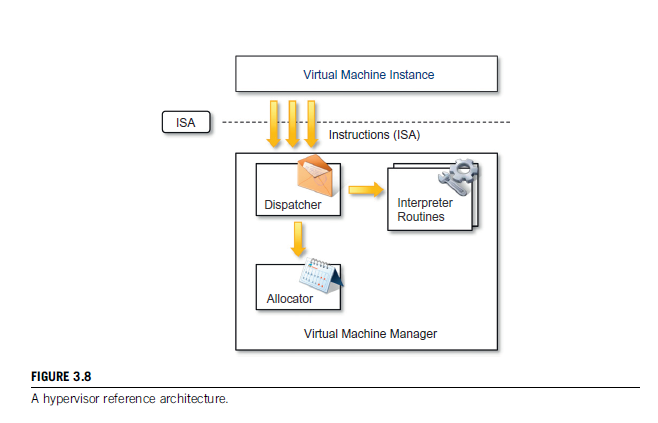 Virtual Machine Instance
ISA
Instructions (ISA)
Dispatcher
Interpreter
Routines
Allocator
Virtual Machine Manager
FIGURE 3.8
A hypervisor reference architecture.